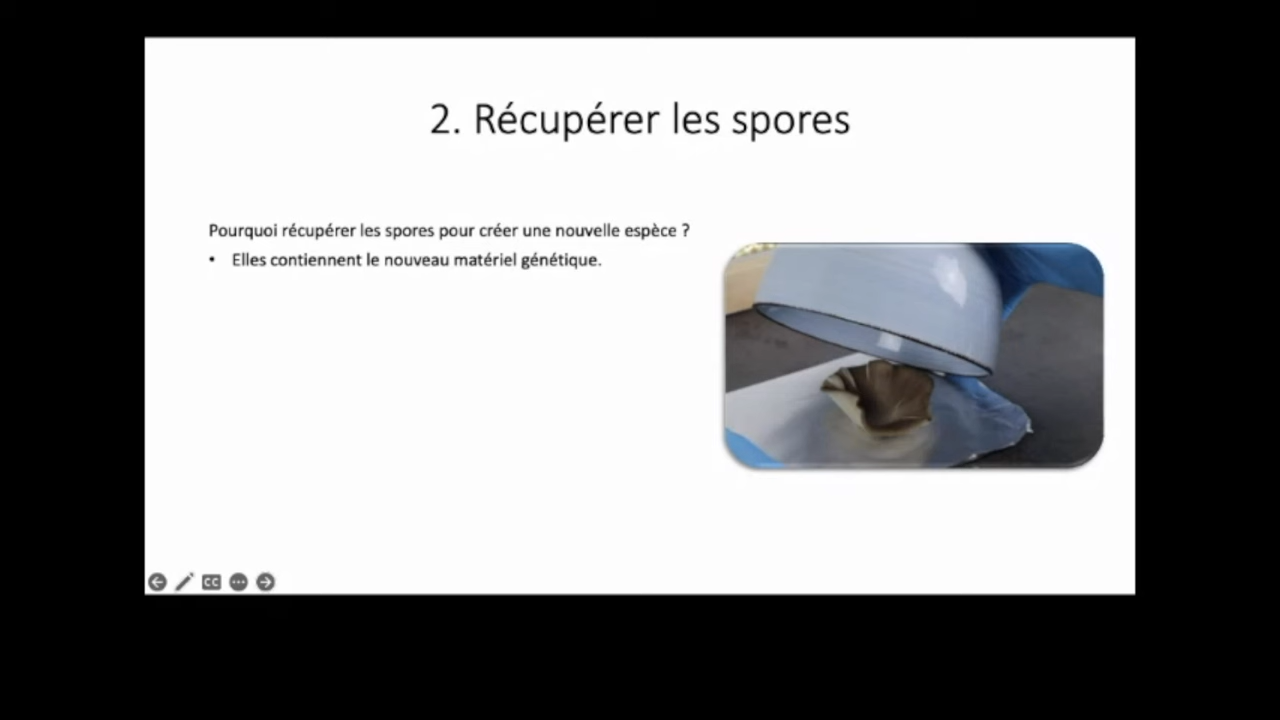 2. Récupérer les spores
Pourquoi récupérer les spores pour créer une nouvelle espèce ?
• Elles contiennent le nouveau matériel génétique.
CC